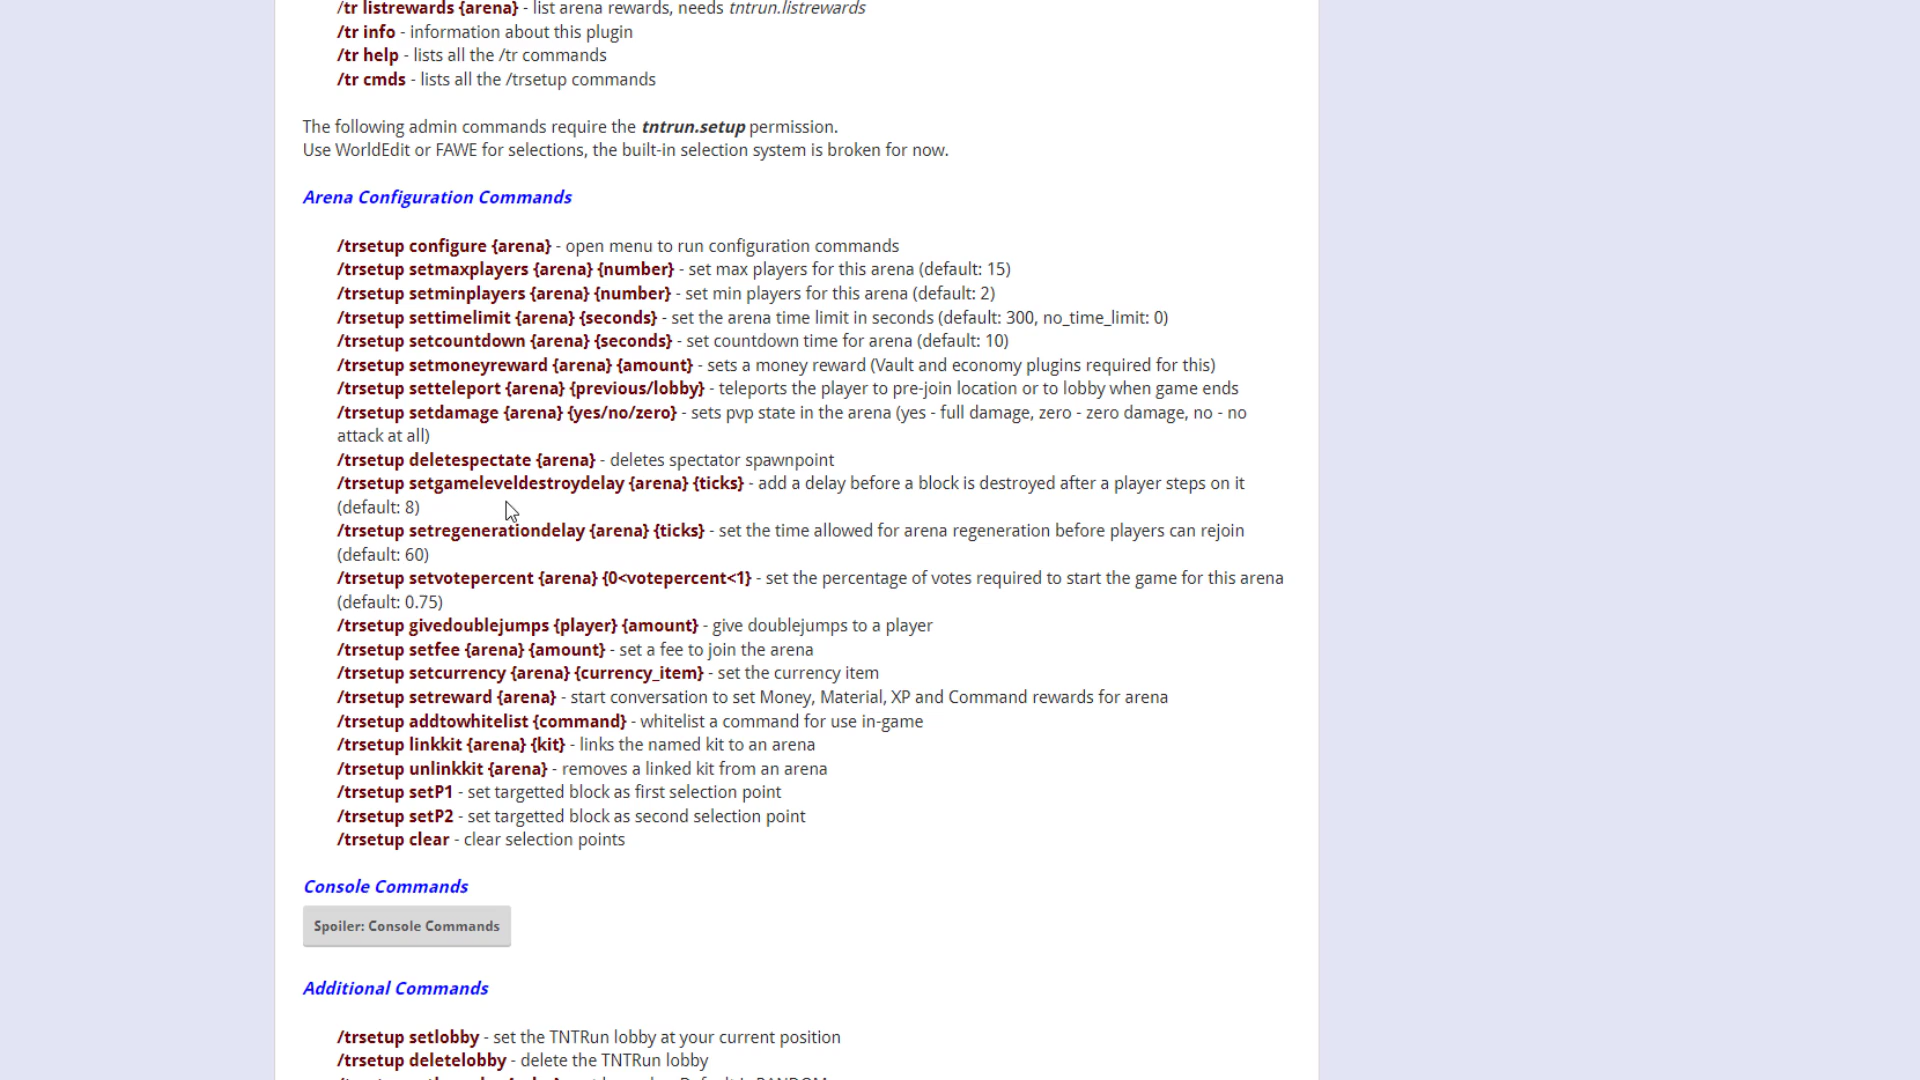 /tr listrewards {arena} - list arena rewards, needs tntrun.listrewards
/tr info - information about this plugin
/tr help - lists all the /tr commands
/tr cmds - lists all the /trsetup commands
The following admin commands require the tntrun.setup permission.
Use WorldEdit or FAWE for selections, the built-in selection system is broken for now.
Arena Configuration Commands
/trsetup configure {arena} - open menu to run configuration commands
/trsetup setmaxplayers {arena} {number} - set max players for this arena (default: 15)
/trsetup setminplayers {arena} {number} - set min players for this arena (default: 2)
/trsetup settimelimit {arena} {seconds} - set the arena time limit in seconds (default: 300, no_time_limit: 0)
/trsetup setcountdown {arena} {seconds} - set countdown time for arena (default: 10)
/trsetup setmoneyreward {arena} {amount} - sets a money reward (Vault and economy plugins required for this)
/trsetup setteleport {arena} {previous/lobby} - teleports the player to pre-join location or to lobby when game ends
/trsetup setdamage {arena} {yes/no/zero} - sets pvp state in the arena (yes - full damage, zero - zero damage, no - no
attack at all)
/trsetup deletespectate {arena} - deletes spectator spawnpoint
/trsetup setgameleveldestroydelay {arena} {ticks} - add a delay before a block is destroyed after a player steps on it
(default: 8)
/trsetup setregenerationdelay {arena} {ticks} - set the time allowed for arena regeneration before players can rejoin
(default: 60)
/trsetup setvotepercent {arena} {0<votepercent<1} - set the percentage of votes required to start the game for this arena
(default: 0.75)
/trsetup givedoublejumps {player} {amount} - give doublejumps to a player
/trsetup setfee {arena} {amount} - set a fee to join the arena
/trsetup setcurrency {arena} {currency_item} - set the currency item
/trsetup setreward {arena} - start conversation to set Money, Material, XP and Command rewards for arena
/trsetup addtowhitelist {command} - whitelist a command for use in-game
/trsetup linkkit {arena} {kit} - links the named kit to an arena
/trsetup unlinkkit {arena} - removes a linked kit from an arena
/trsetup setP1 - set targetted block as first selection point
/trsetup setP2 - set targetted block as second selection point
/trsetup clear - clear selection points
Console Commands
Spoiler: Console Commands
Additional Commands
/trsetup setlobby - set the TNTRun lobby at your current position
/trsetup deletelobby - delete the TNTRun lobby